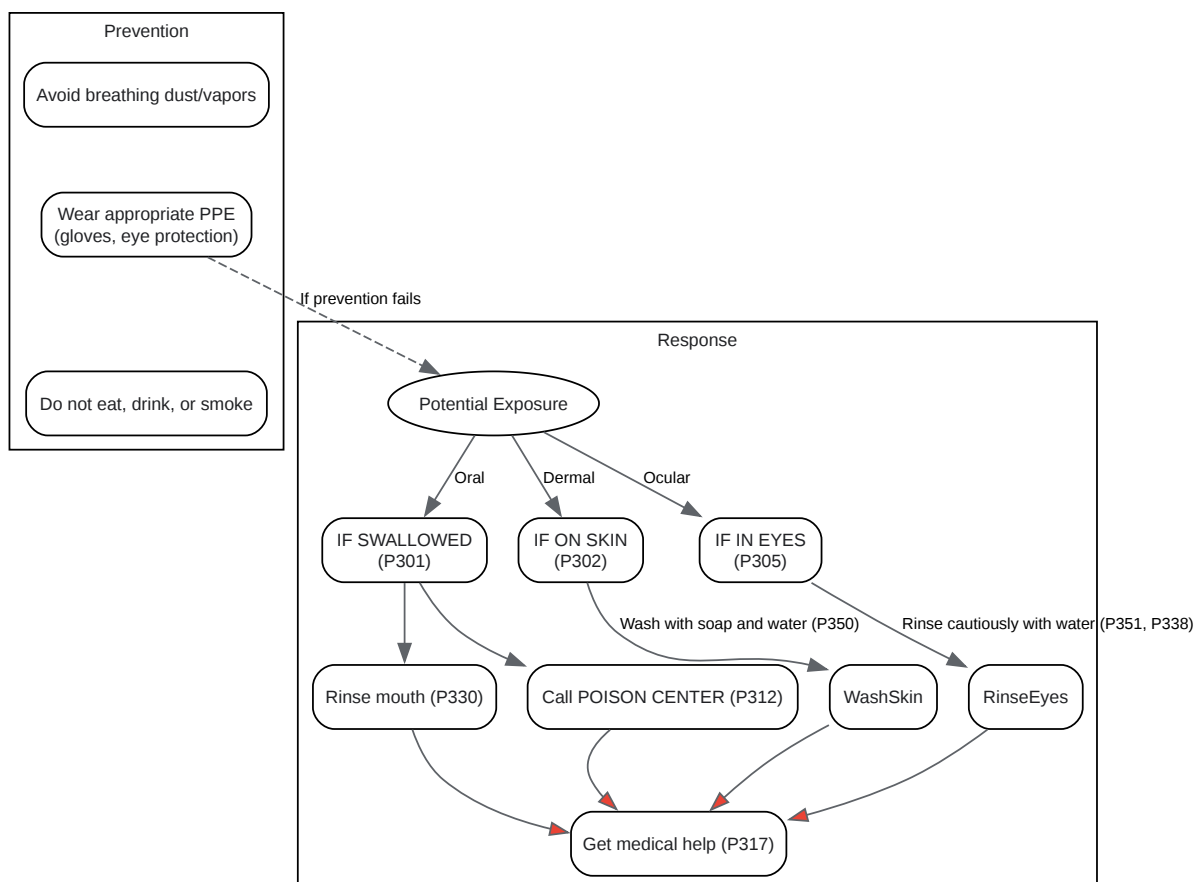 Prevention
Avoid breathing dust/vapors
Wear appropriate PPE
(gloves, eye protection)
If prevention fails
Do not eat, drink, or smoke
Response
Potential Exposure
Oral
Dermal
Ocular
IF SWALLOWED
(P301)
IF ON SKIN
(P302)
IF IN EYES
(P305)
Wash with soap and water (P350)
Rinse cautiously with water (P351, P338)
Rinse mouth (P330)
Call POISON CENTER (P312)
WashSkin
RinseEyes
Get medical help (P317)